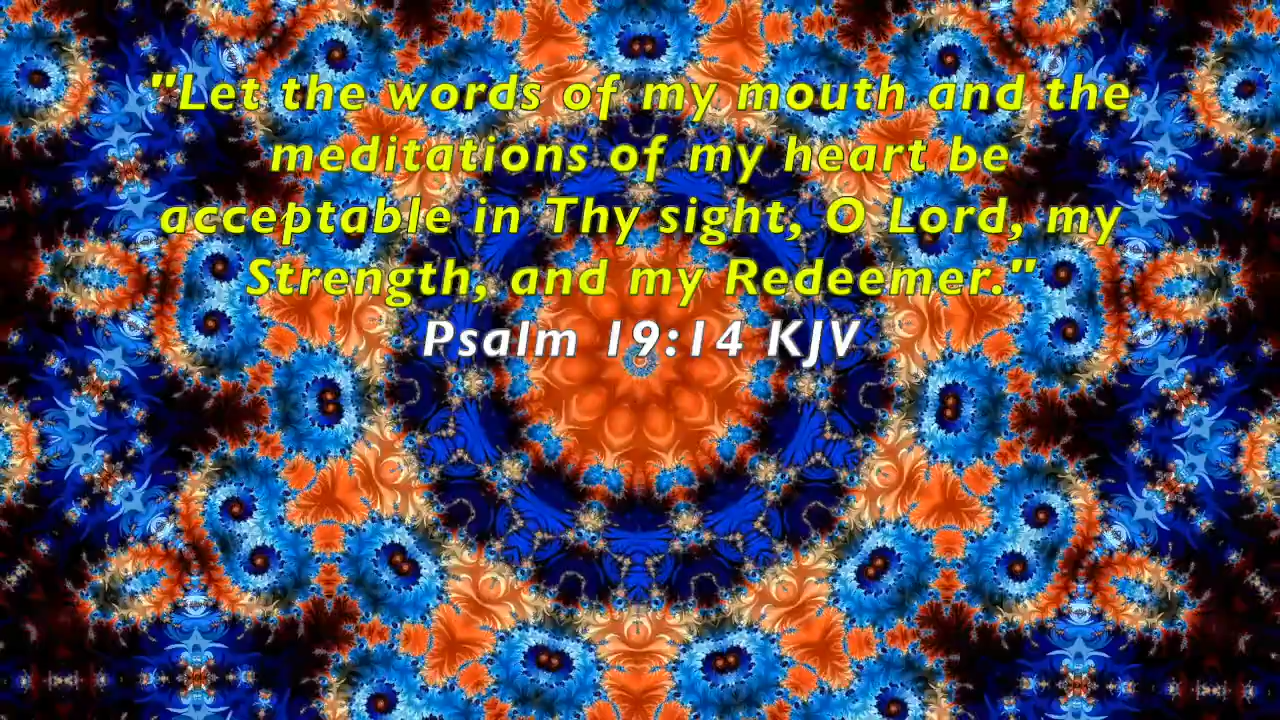 "Let the words of my mouth and the
meditations of my heart be
acceptable in Thy sight, O Lord, my
Strength, and my Redeemer."
Psalm 19:14 KJV